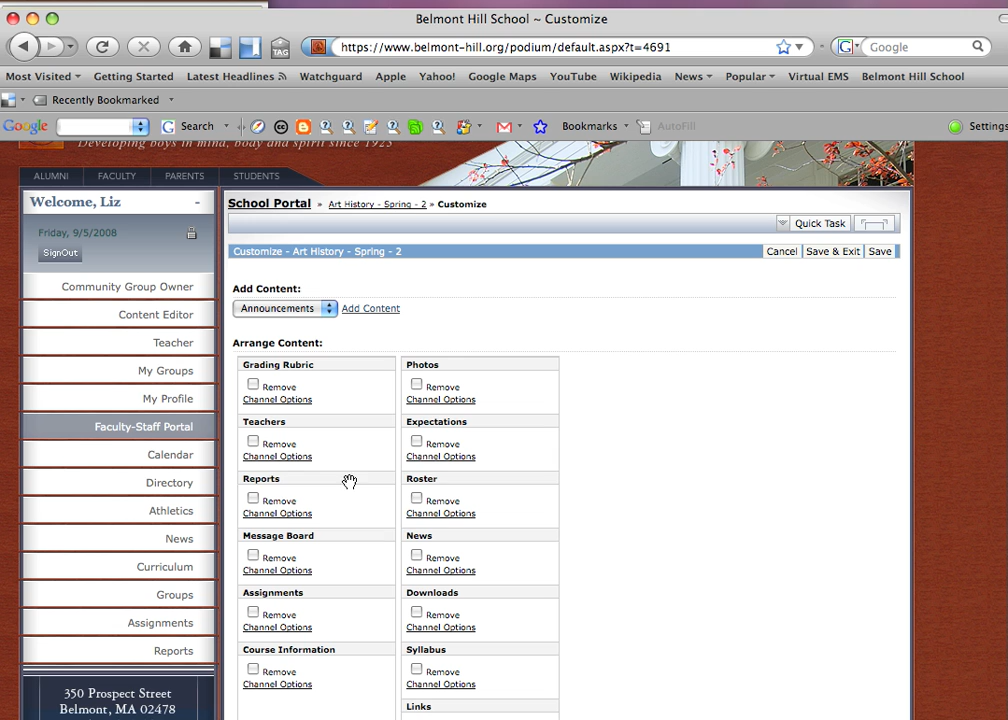 Belmont Hill School ~ Customize
TAG
https://www.belmont-hill.org/podium/default.aspx?t=4691
G Google
Most Visited Getting Started Latest Headlines Watchguard Apple Yahoo! Google Maps YouTube Wikipedia News Popular Virtual EMS Belmont Hill School
Recently Bookmarked
Google G Search Bookmarks AutoFill Settings
Developing boys in mind, body and spirit since 1923
ALUMNI FACULTY PARENTS STUDENTS
Welcome, Liz -
Friday, 9/5/2008
SignOut
Community Group Owner
Content Editor
Teacher
My Groups
My Profile
Faculty-Staff Portal
Calendar
Directory
Athletics
News
Curriculum
Groups
Assignments
Reports
350 Prospect Street
Belmont, MA 02478
School Portal » Art History - Spring - 2 » Customize
Quick Task
Customize - Art History - Spring - 2
Cancel Save & Exit Save
Add Content:
Announcements Add Content
Arrange Content:
Grading Rubric
Remove
Channel Options
Teachers
Remove
Channel Options
Reports
Remove
Channel Options
Message Board
Remove
Channel Options
Assignments
Remove
Channel Options
Course Information
Remove
Channel Options
Photos
Remove
Channel Options
Expectations
Remove
Channel Options
Roster
Remove
Channel Options
News
Remove
Channel Options
Downloads
Remove
Channel Options
Syllabus
Remove
Channel Options
Links